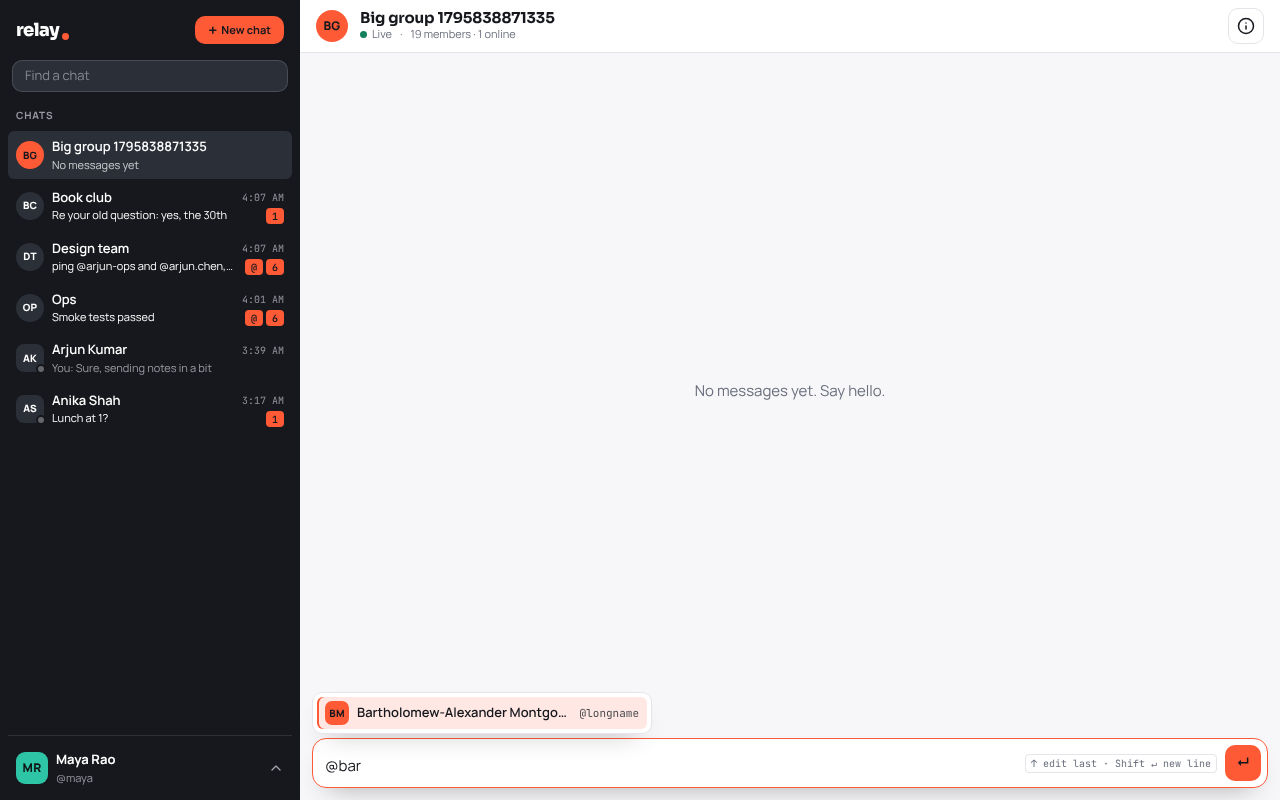 relay.
+ New chat
Find a chat
CHATS
BG
Big group 1795838871335
No messages yet
BC
Book club
4:07 AM
Re your old question: yes, the 30th
1
DT
Design team
4:07 AM
ping @arjun-ops and @arjun.chen,...
@ 6
OP
Ops
4:01 AM
Smoke tests passed
@ 6
AK
Arjun Kumar
3:39 AM
You: Sure, sending notes in a bit
AS
Anika Shah
3:17 AM
Lunch at 1?
1
MR
Maya Rao
@maya
BG
Big group 1795838871335
Live · 19 members · 1 online
No messages yet. Say hello.
BM Bartholomew-Alexander Montgo... @longname
@bar
↑ edit last · Shift ↵ new line